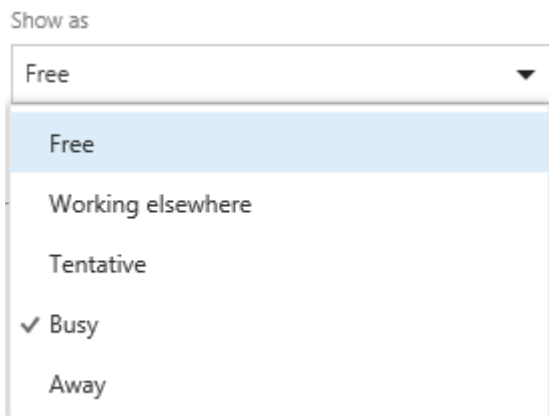 Show as
Free
Free
Working elsewhere
Tentative
Busy
Away